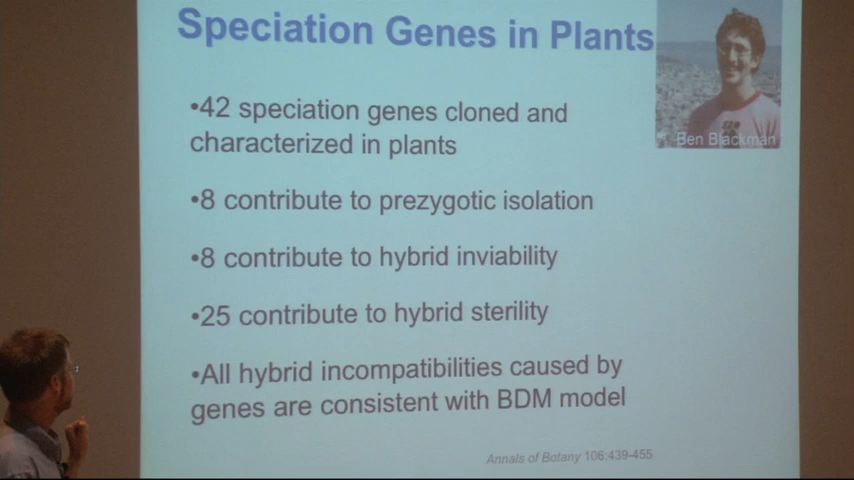 Speciation Genes in Plants
Ben Blackman
•42 speciation genes cloned and
characterized in plants
•8 contribute to prezygotic isolation
•8 contribute to hybrid inviability
•25 contribute to hybrid sterility
•All hybrid incompatibilities caused by
genes are consistent with BDM model
Annals of Botany 106:439-455